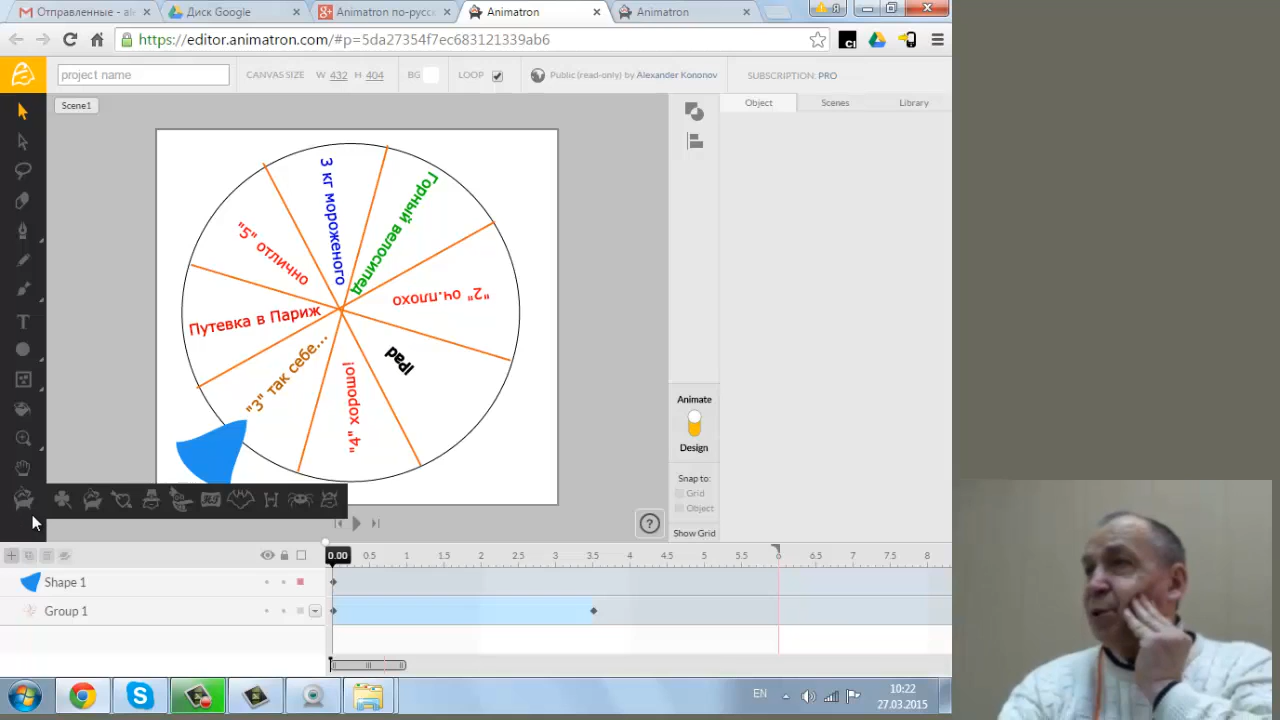 Отправленные - ale
Диск Google
Animatron по-русск
Animatron
Animatron
Я
https://editor.animatron.com/#p=5da27354f7ec683121339ab6
project name
CANVAS SIZE W 432 H 404
BG
LOOP
Public (read-only) by Alexander Kononov
SUBSCRIPTION: PRO
Scene1
Object
Scenes
Library
3 кг мороженого
Горный велосипед
"5" отлично
"2" оч.плохо
Путевка в Париж
IPad
"3" так себе...
"4" хорошо!
Animate
Design
Snap to:
Grid
Object
Show Grid
?
0.00 0.5 1 1.5 2 2.5 3 3.5 4 4.5 5 5.5 6 6.5 7 7.5 8
Shape 1
Group 1
EN
10:22
27.03.2015